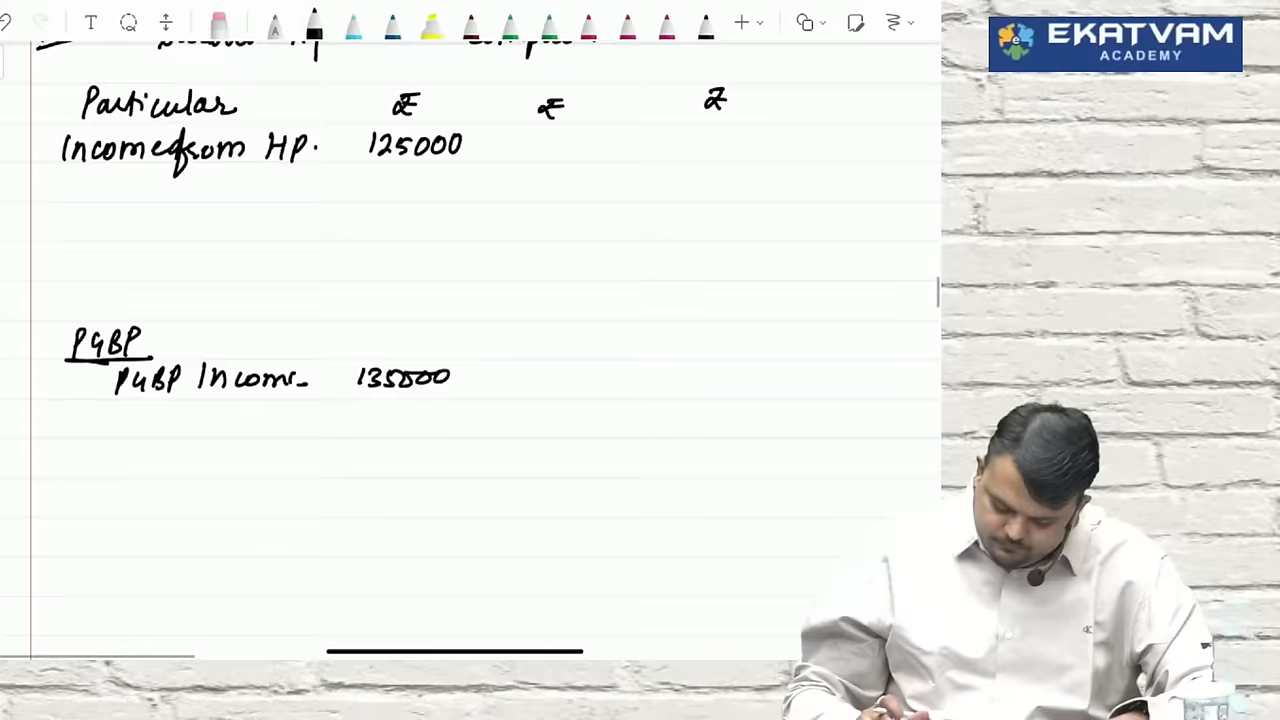 EKATVAM
ACADEMY
Particular ₹ ₹ ₹
Income from HP. 125000
PGBP
PGBP Income 135000